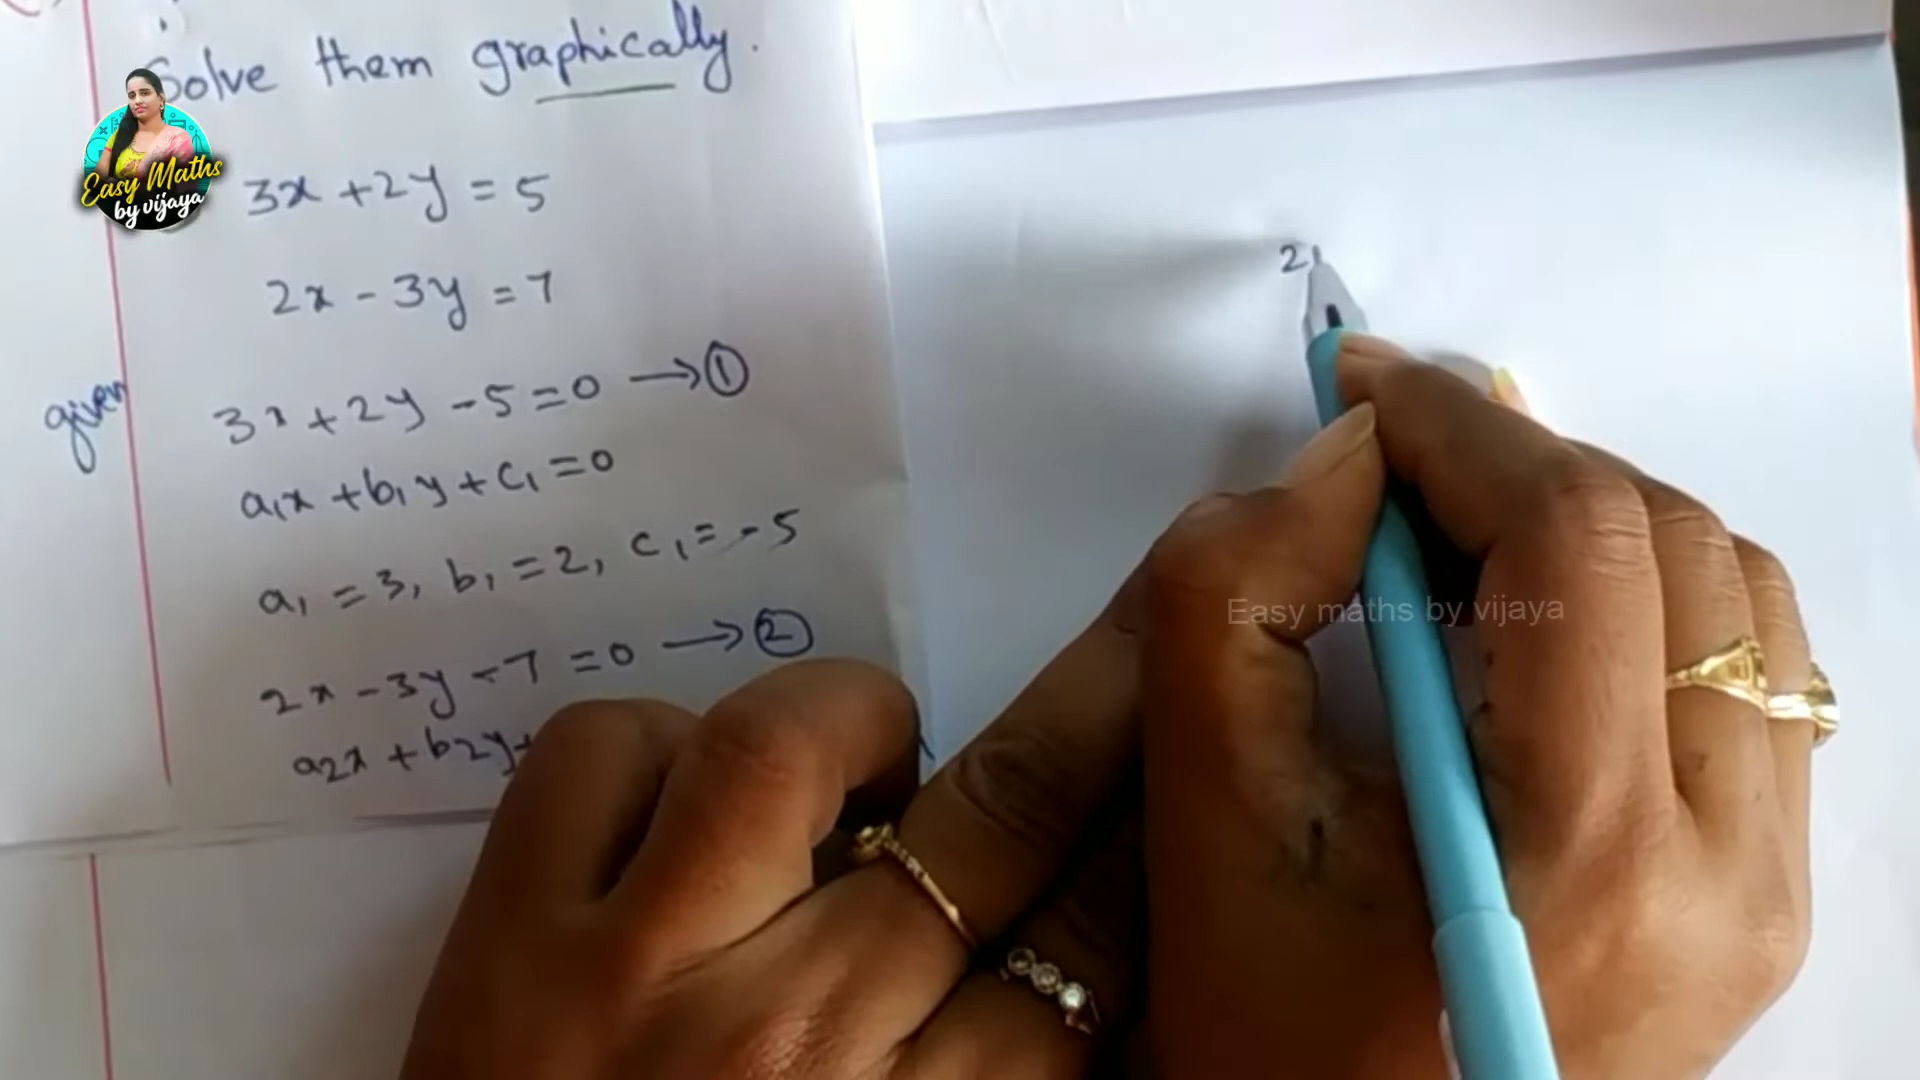 Solve them graphically.
Easy Maths
by vijaya
3x + 2y = 5
2x - 3y = 7
given
3x + 2y - 5 = 0 → ①
a₁x + b₁y + c₁ = 0
a₁ = 3, b₁ = 2, c₁ = -5
2x - 3y - 7 = 0 → ②
a2x + b2y +
2
Easy maths by vijaya